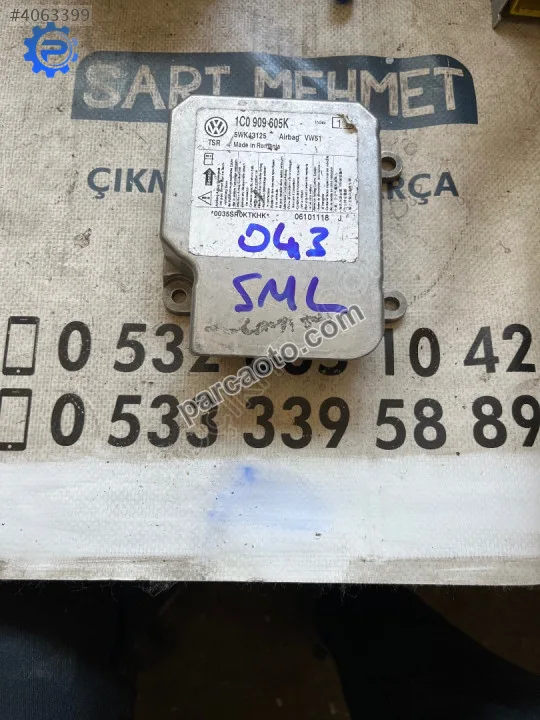 #4063399
SART MEHMET
ÇIKM
PARÇA
1C0 909 605K
5WK43125 Airbag VW51
TSR Made in Romania
*0035SR0KTKHK*
06101118 J
043
SML
parcaoto.com
0 532
10 42
0 533 339 58 89